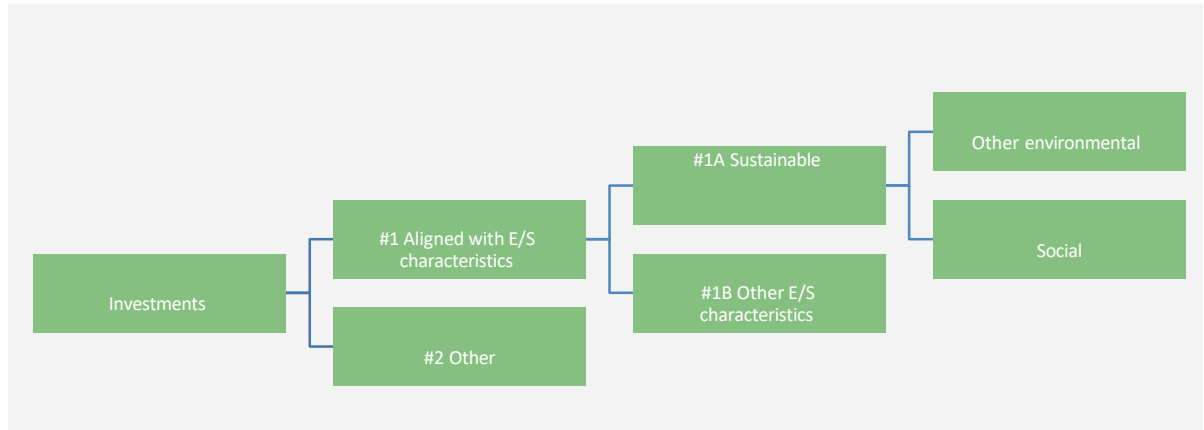 Investments
#1 Aligned with E/S
characteristics
#2 Other
#1A Sustainable
#1B Other E/S
characteristics
Other environmental
Social